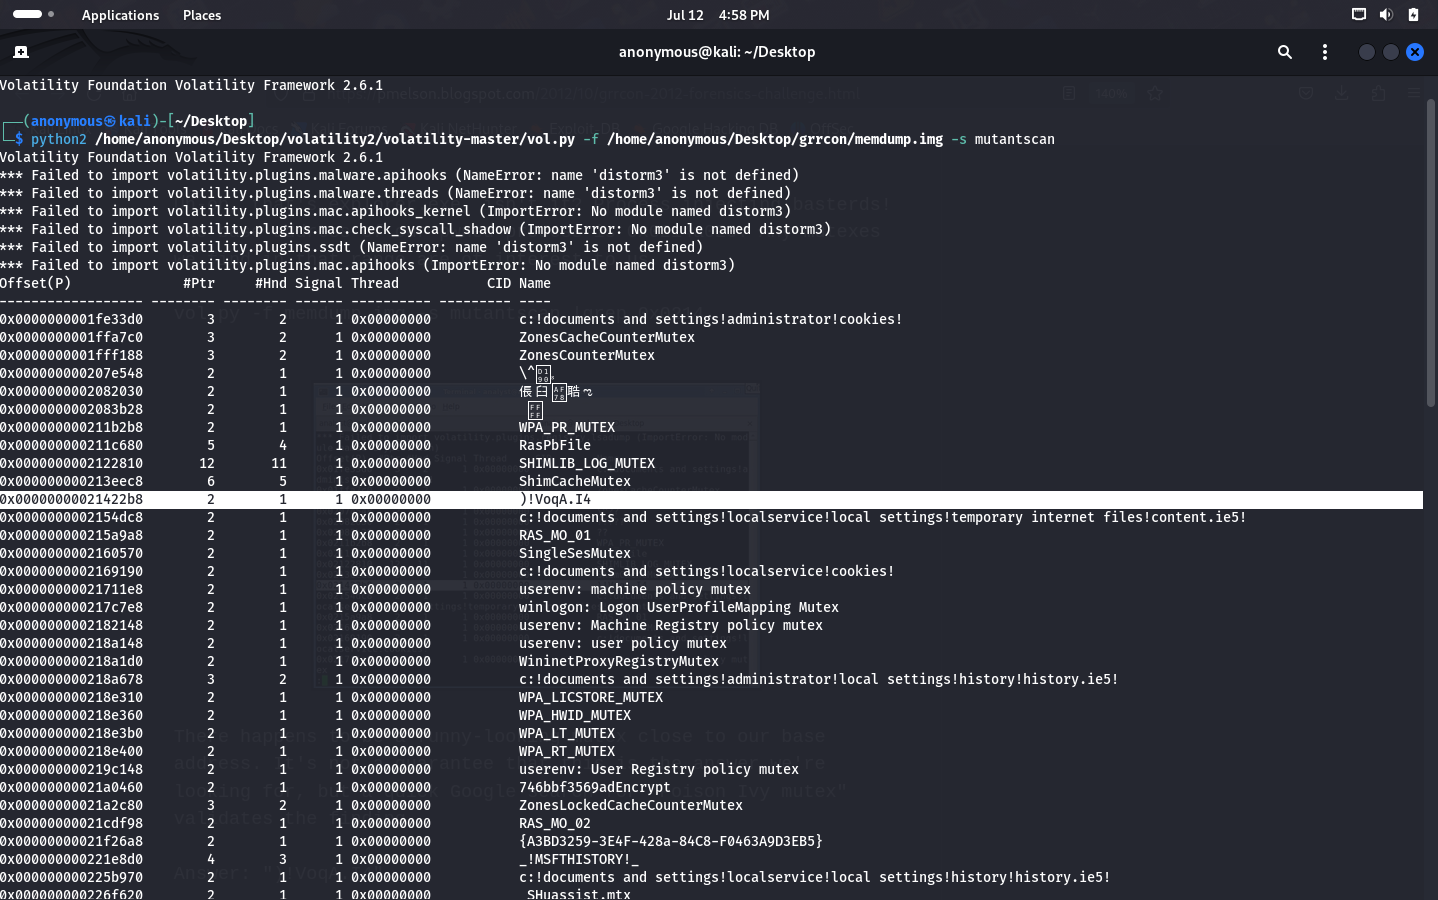 Applications Places Jul 12 4:58 PM
anonymous@kali: ~/Desktop
Volatility Foundation Volatility Framework 2.6.1
┌──(anonymous㉿kali)-[~/Desktop]
└─$ python2 /home/anonymous/Desktop/volatility2/volatility-master/vol.py -f /home/anonymous/Desktop/grrcon/memdump.img -s mutantscan
Volatility Foundation Volatility Framework 2.6.1
*** Failed to import volatility.plugins.malware.apihooks (NameError: name 'distorm3' is not defined)
*** Failed to import volatility.plugins.malware.threads (NameError: name 'distorm3' is not defined)
*** Failed to import volatility.plugins.mac.apihooks_kernel (ImportError: No module named distorm3)
*** Failed to import volatility.plugins.mac.check_syscall_shadow (ImportError: No module named distorm3)
*** Failed to import volatility.plugins.ssdt (NameError: name 'distorm3' is not defined)
*** Failed to import volatility.plugins.mac.apihooks (ImportError: No module named distorm3)
Offset(P) #Ptr #Hnd Signal Thread CID Name
------------------ -------- -------- ------ ---------- --------- ----
0x0000000001fe33d0 3 2 1 0x00000000 c:!documents and settings!administrator!cookies!
0x0000000001ffa7c0 3 2 1 0x00000000 ZonesCacheCounterMutex
0x0000000001fff188 3 2 1 0x00000000 ZonesCounterMutex
0x000000000207e548 2 1 1 0x00000000 \^
0x0000000002082030 2 1 1 0x00000000
0x0000000002083b28 2 1 1 0x00000000
0x000000000211b2b8 2 1 1 0x00000000 WPA_PR_MUTEX
0x000000000211c680 5 4 1 0x00000000 RasPbFile
0x0000000002122810 12 11 1 0x00000000 SHIMLIB_LOG_MUTEX
0x000000000213eec8 6 5 1 0x00000000 ShimCacheMutex
0x00000000021422b8 2 1 1 0x00000000 )!VoqA.I4
0x0000000002154dc8 2 1 1 0x00000000 c:!documents and settings!localservice!local settings!temporary internet files!content.ie5!
0x000000000215a9a8 2 1 1 0x00000000 RAS_MO_01
0x0000000002160570 2 1 1 0x00000000 SingleSesMutex
0x0000000002169190 2 1 1 0x00000000 c:!documents and settings!localservice!cookies!
0x00000000021711e8 2 1 1 0x00000000 userenv: machine policy mutex
0x000000000217c7e8 2 1 1 0x00000000 winlogon: Logon UserProfileMapping Mutex
0x0000000002182148 2 1 1 0x00000000 userenv: Machine Registry policy mutex
0x000000000218a148 2 1 1 0x00000000 userenv: user policy mutex
0x000000000218a1d0 2 1 1 0x00000000 WininetProxyRegistryMutex
0x000000000218a678 3 2 1 0x00000000 c:!documents and settings!administrator!local settings!history!history.ie5!
0x000000000218e310 2 1 1 0x00000000 WPA_LICSTORE_MUTEX
0x000000000218e360 2 1 1 0x00000000 WPA_HWID_MUTEX
0x000000000218e3b0 2 1 1 0x00000000 WPA_LT_MUTEX
0x000000000218e400 2 1 1 0x00000000 WPA_RT_MUTEX
0x000000000219c148 2 1 1 0x00000000 userenv: User Registry policy mutex
0x00000000021a0460 2 1 1 0x00000000 746bbf3569adEncrypt
0x00000000021a2c80 3 2 1 0x00000000 ZonesLockedCacheCounterMutex
0x00000000021cdf98 2 1 1 0x00000000 RAS_MO_02
0x00000000021f26a8 2 1 1 0x00000000 {A3BD3259-3E4F-428a-84C8-F0463A9D3EB5}
0x000000000221e8d0 4 3 1 0x00000000 _!MSFTHISTORY!_
0x000000000225b970 2 1 1 0x00000000 c:!documents and settings!localservice!local settings!history!history.ie5!
0x000000000226f620 2 1 1 0x00000000 _SHuassist.mtx